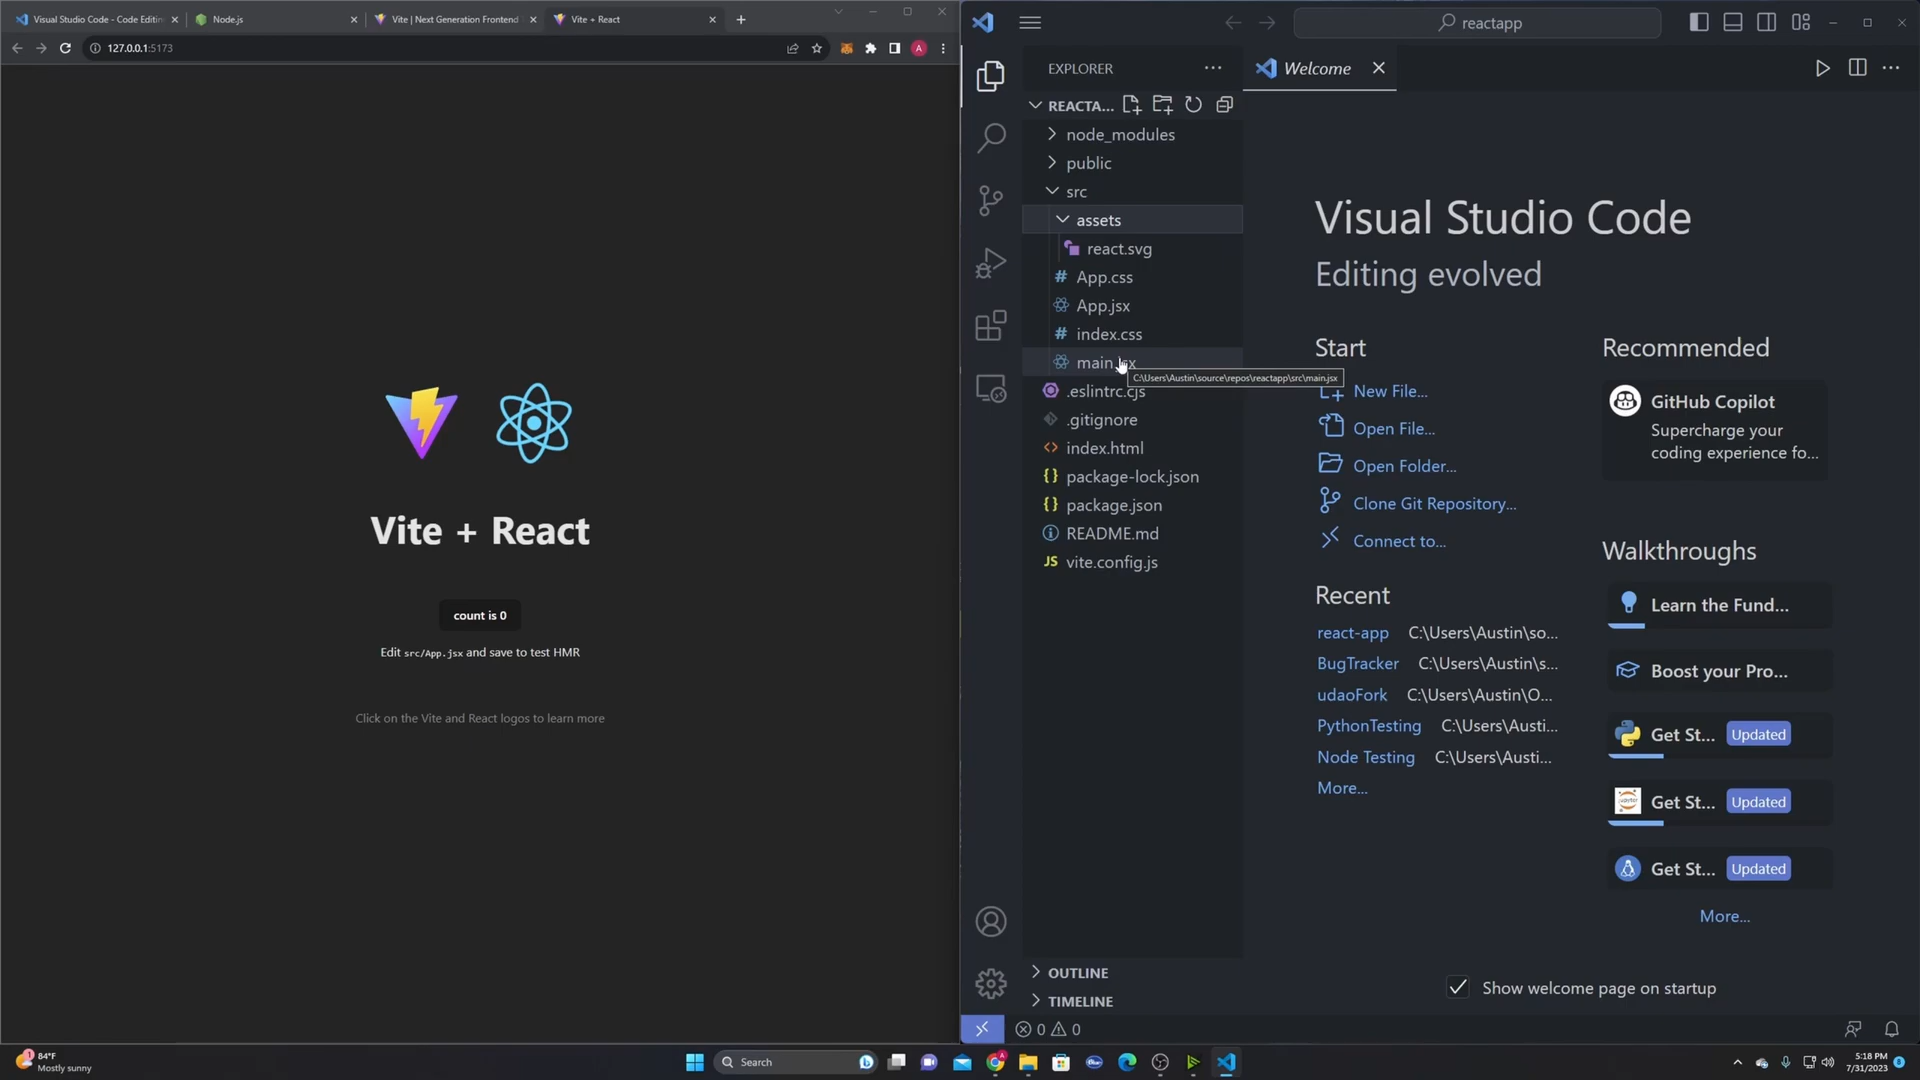 Visual Studio Code - Code Editin
Node.js
Vite | Next Generation Frontend
Vite + React
127.0.0.1:5173
A
Vite + React
count is 0
Edit src/App.jsx and save to test HMR
Click on the Vite and React logos to learn more
reactapp
EXPLORER
Welcome
REACTA...
node_modules
public
src
assets
react.svg
App.css
App.jsx
index.css
main.jsx
C:\Users\Austin\source\repos\reactapp\src\main.jsx
.eslintrc.cjs
.gitignore
index.html
package-lock.json
package.json
README.md
JS vite.config.js
OUTLINE
TIMELINE
Visual Studio Code
Editing evolved
Start
New File...
Open File...
Open Folder...
Clone Git Repository...
Connect to...
Recent
react-app C:\Users\Austin\so...
BugTracker C:\Users\Austin\s...
udaoFork C:\Users\Austin\O...
PythonTesting C:\Users\Austi...
Node Testing C:\Users\Austi...
More...
Recommended
GitHub Copilot
Supercharge your
coding experience fo...
Walkthroughs
Learn the Fund...
Boost your Pro...
Get St... Updated
jupyter Get St... Updated
Get St... Updated
More...
Show welcome page on startup
0 0
84°F
Mostly sunny
Search
5:18 PM
7/31/2023